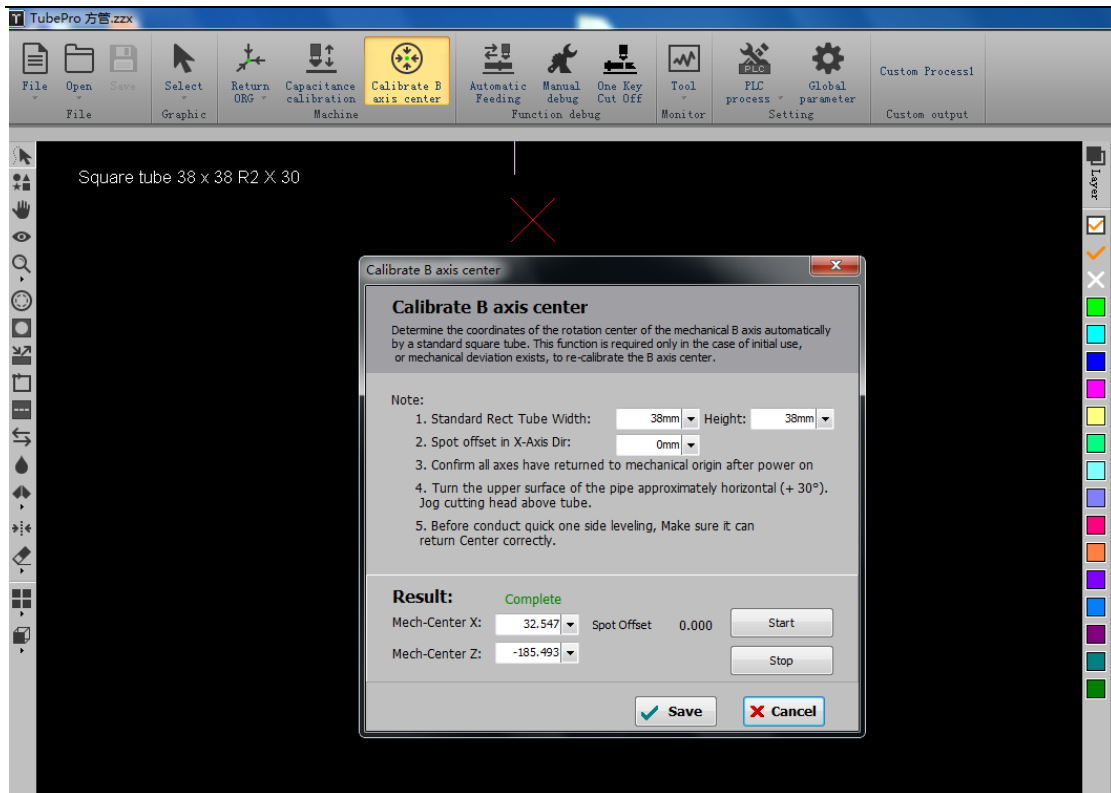 TubePro 方管.zzx
File
Open
Save
Select
Return ORG
Capacitance calibration
Calibrate B axis center
Automatic Feeding
Manual debug
One Key Cut Off
Tool
PLC
PLC process
Global parameter
Custom Process1
File
Graphic
Machine
Function debug
Monitor
Setting
Custom output
Layer
Square tube 38 x 38 R2 X 30
Calibrate B axis center
Calibrate B axis center
Determine the coordinates of the rotation center of the mechanical B axis automatically
by a standard square tube. This function is required only in the case of initial use,
or mechanical deviation exists, to re-calibrate the B axis center.
Note:
1. Standard Rect Tube Width: 38mm Height: 38mm
2. Spot offset in X-Axis Dir: 0mm
3. Confirm all axes have returned to mechanical origin after power on
4. Turn the upper surface of the pipe approximately horizontal (+ 30°).
Jog cutting head above tube.
5. Before conduct quick one side leveling, Make sure it can
return Center correctly.
Result: Complete
Mech-Center X: 32.547 Spot Offset 0.000 Start
Mech-Center Z: -185.493 Stop
Save Cancel